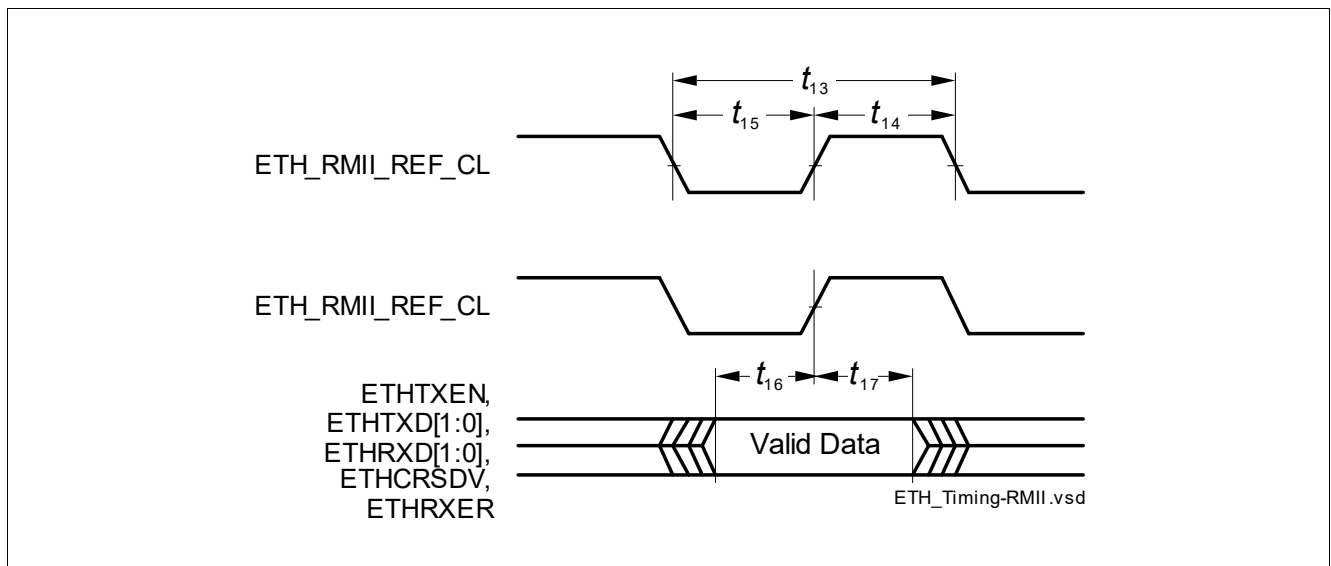 t13
t15 t14
ETH_RMII_REF_CL
ETH_RMII_REF_CL
t16 t17
ETHTXEN,
ETHTXD[1:0],
ETHRXD[1:0],
ETHCRSDV,
ETHRXER
Valid Data
ETH_Timing-RMII.vsd